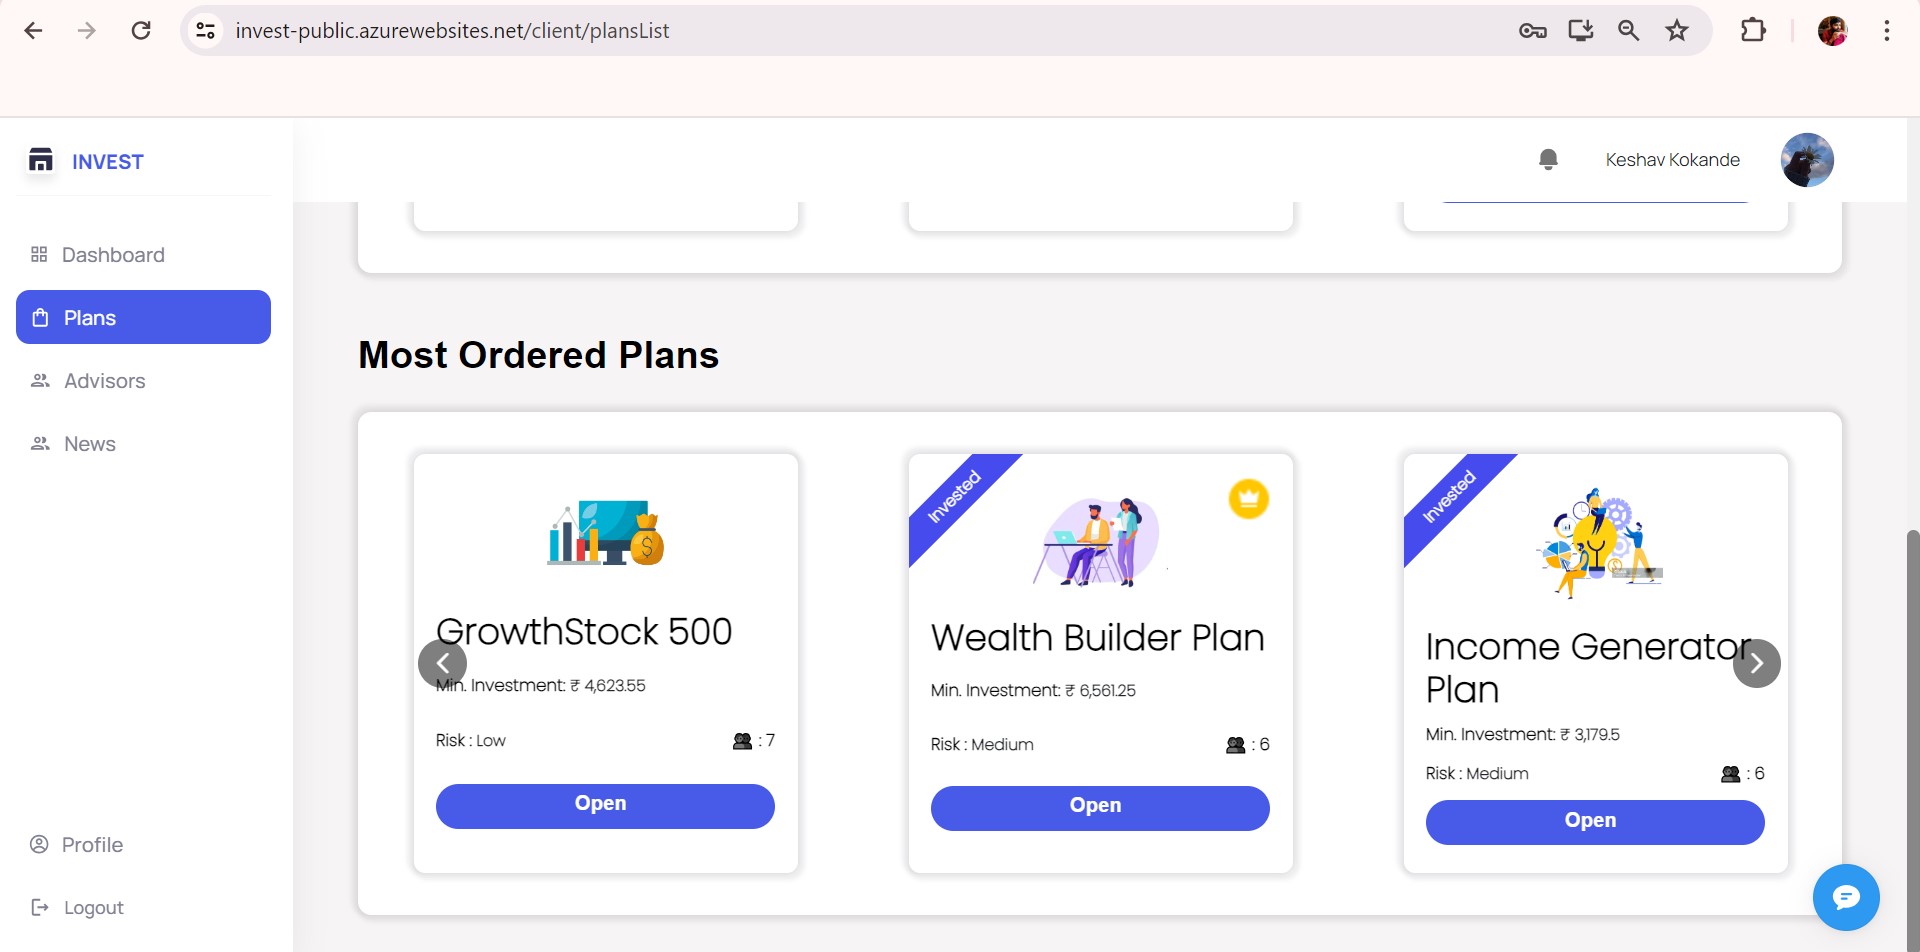 invest-public.azurewebsites.net/client/plansList
INVEST
Keshav Kokande
Dashboard
Plans
Advisors
News
Profile
Logout
Most Ordered Plans
GrowthStock 500
Min. Investment: ₹ 4,623.55
Risk : Low
: 7
Open
Invested
Wealth Builder Plan
Min. Investment: ₹ 6,561.25
Risk : Medium
: 6
Open
Invested
Income Generator
Plan
Min. Investment: ₹ 3,179.5
Risk : Medium
: 6
Open